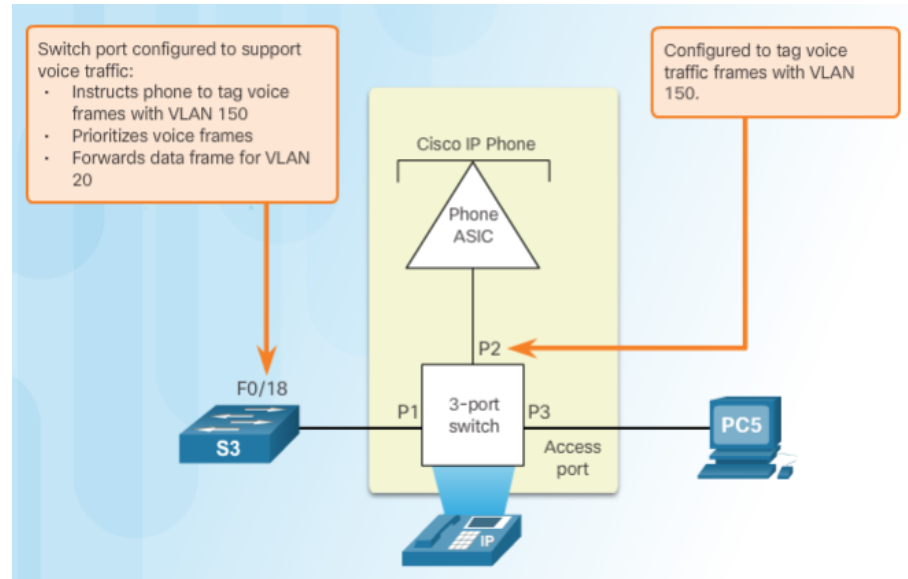 Switch port configured to support
voice traffic:
• Instructs phone to tag voice
frames with VLAN 150
• Prioritizes voice frames
• Forwards data frame for VLAN
20
Configured to tag voice
traffic frames with VLAN
150.
Cisco IP Phone
Phone
ASIC
P2
F0/18
P1
3-port
switch
P3
S3
Access
port
PC5
IP